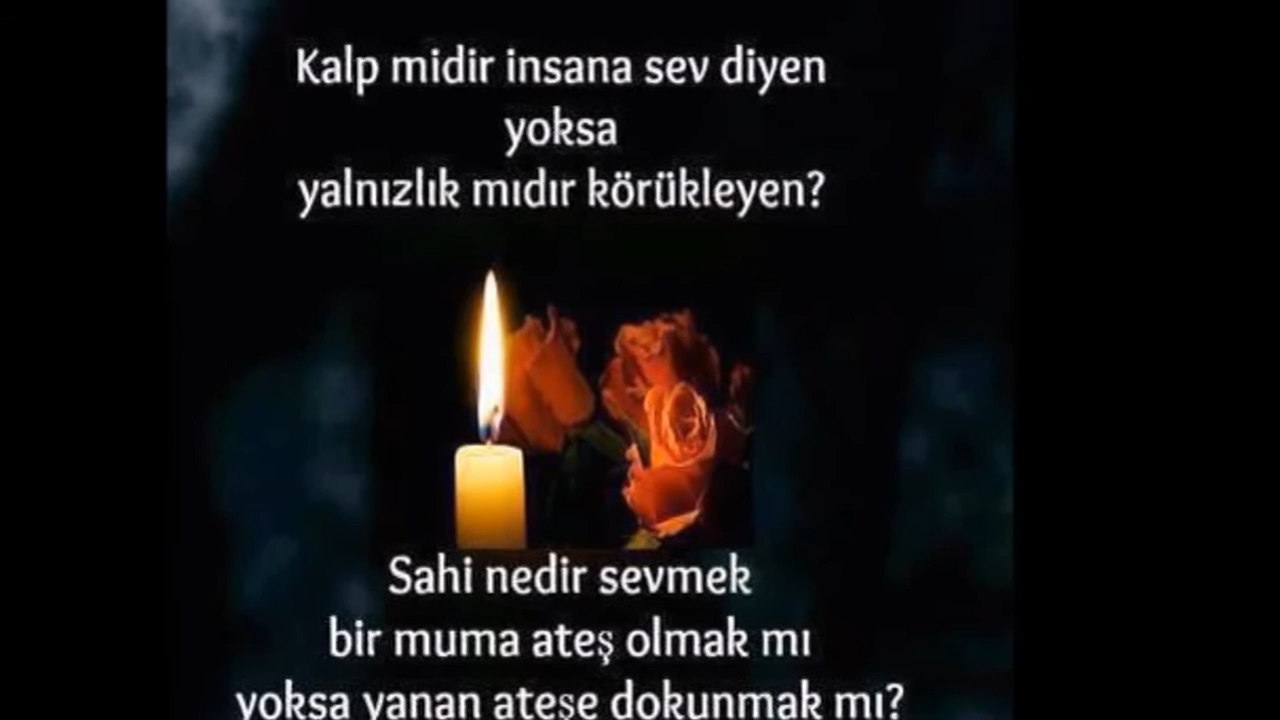 Kalp midir insana sev diyen
yoksa
yalnızlık mıdır körükleyen?
Sahi nedir sevmek
bir muma ateş olmak mı
yoksa yanan ateşe dokunmak mı?